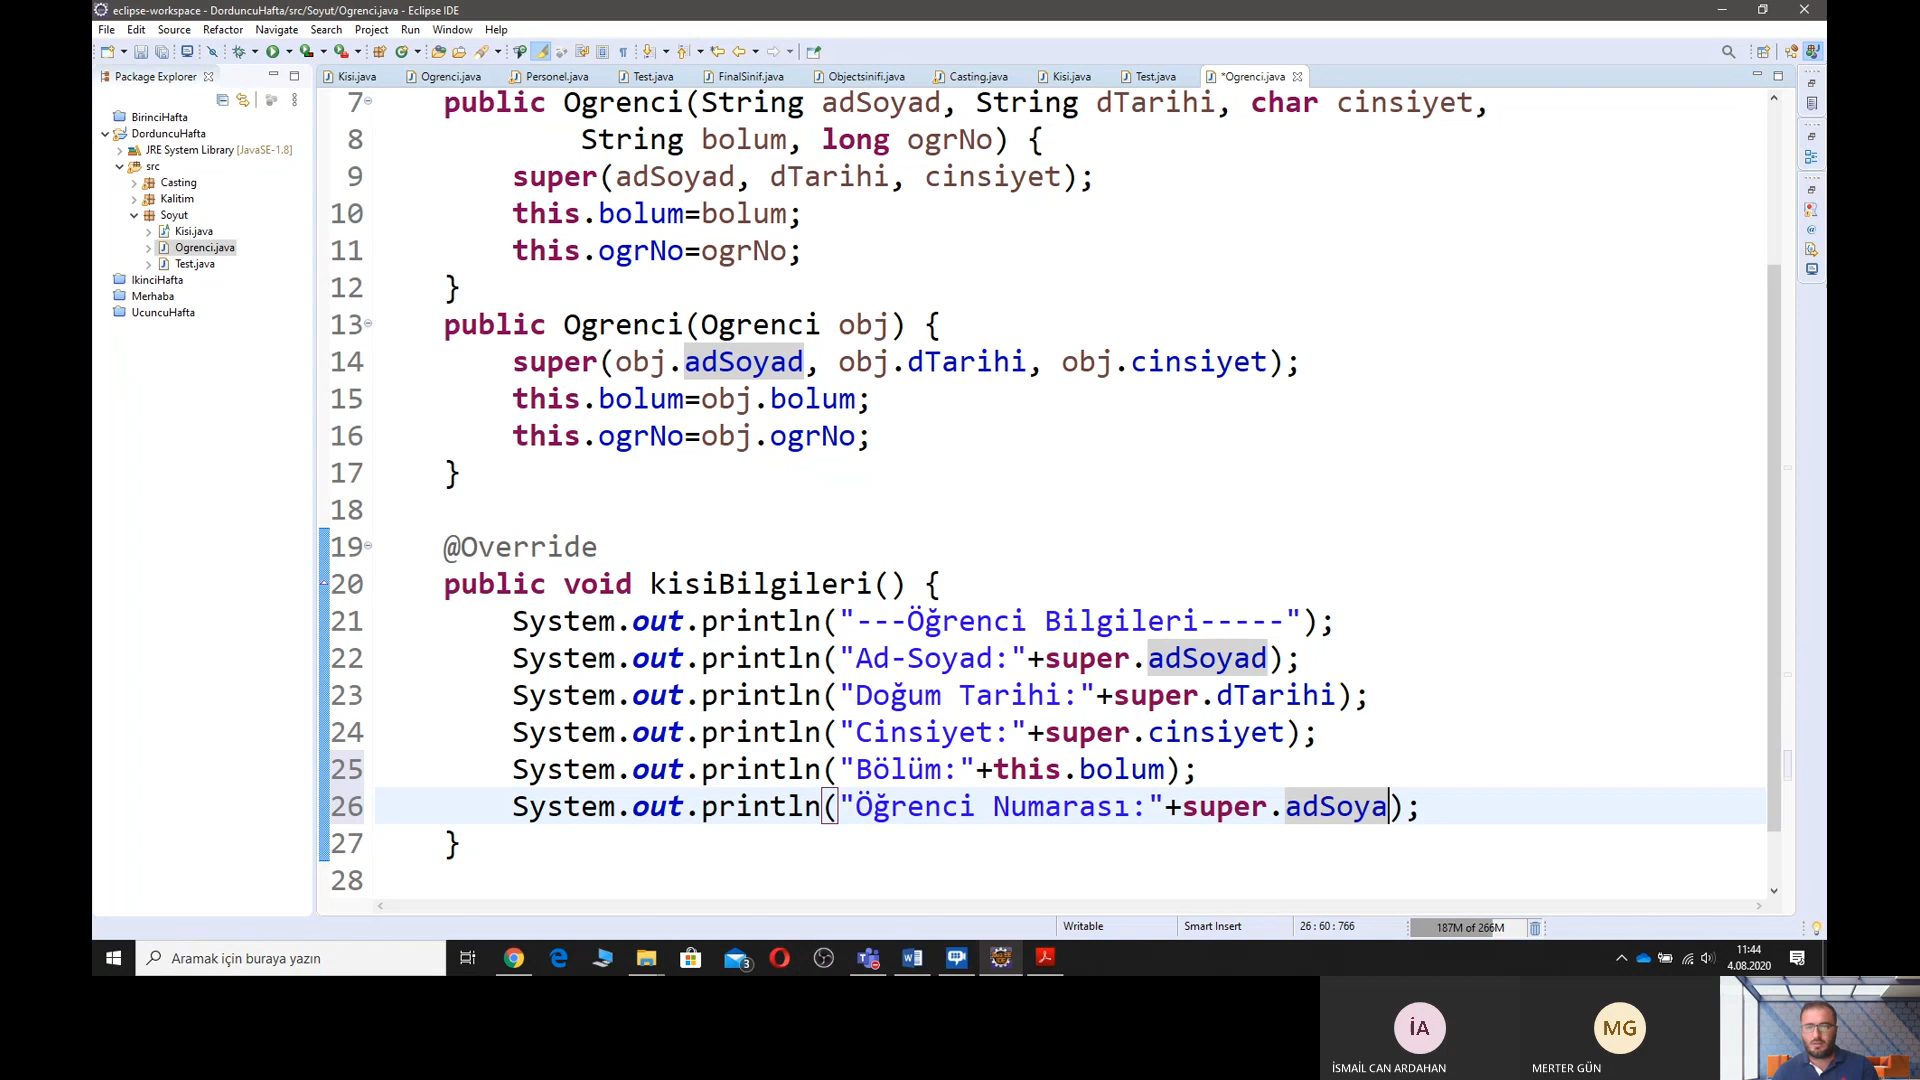 eclipse-workspace - DorduncuHafta/src/Soyut/Ogrenci.java - Eclipse IDE
File Edit Source Refactor Navigate Search Project Run Window Help
Package Explorer
Kisi.java Ogrenci.java Personel.java Test.java FinalSinif.java Objectsinifi.java Casting.java Kisi.java Test.java *Ogrenci.java
BirinciHafta
DorduncuHafta
JRE System Library [JavaSE-1.8]
src
Casting
Kalitim
Soyut
Kisi.java
Ogrenci.java
Test.java
IkinciHafta
Merhaba
UcuncuHafta
7 public Ogrenci(String adSoyad, String dTarihi, char cinsiyet,
8 String bolum, long ogrNo) {
9 super(adSoyad, dTarihi, cinsiyet);
10 this.bolum=bolum;
11 this.ogrNo=ogrNo;
12 }
13 public Ogrenci(Ogrenci obj) {
14 super(obj.adSoyad, obj.dTarihi, obj.cinsiyet);
15 this.bolum=obj.bolum;
16 this.ogrNo=obj.ogrNo;
17 }
18
19 @Override
20 public void kisiBilgileri() {
21 System.out.println("---Öğrenci Bilgileri-----");
22 System.out.println("Ad-Soyad:"+super.adSoyad);
23 System.out.println("Doğum Tarihi:"+super.dTarihi);
24 System.out.println("Cinsiyet:"+super.cinsiyet);
25 System.out.println("Bölüm:"+this.bolum);
26 System.out.println("Öğrenci Numarası:"+super.adSoya);
27 }
28
Writable Smart Insert 26 : 60 : 766 187M of 266M
Aramak için buraya yazın
3
11:44
4.08.2020
İA
MG
İSMAİL CAN ARDAHAN
MERTER GÜN